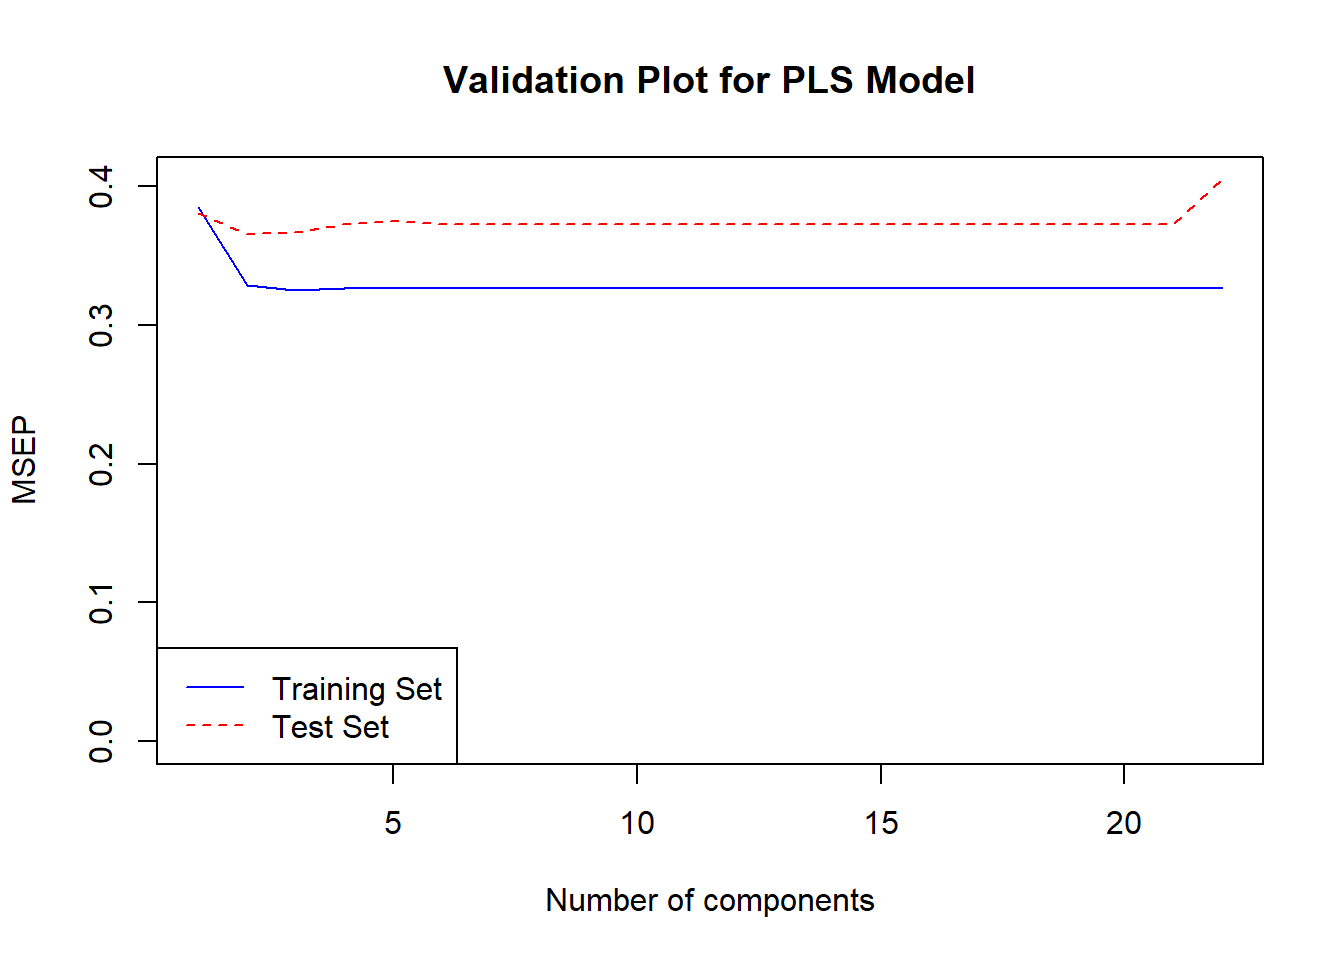 Validation Plot for PLS Model
0.4
0.3
0.2
0.1
0.0
MSEP
Training Set
Test Set
5 10 15 20
Number of components